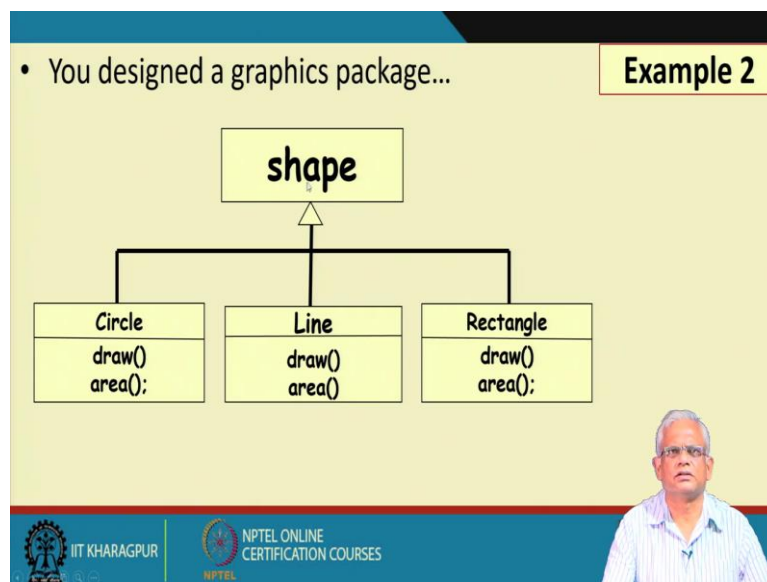 • You designed a graphics package...
Example 2
shape
Circle
draw()
area();
Line
draw()
area()
Rectangle
draw()
area();
IIT KHARAGPUR
NPTEL
NPTEL ONLINE
CERTIFICATION COURSES